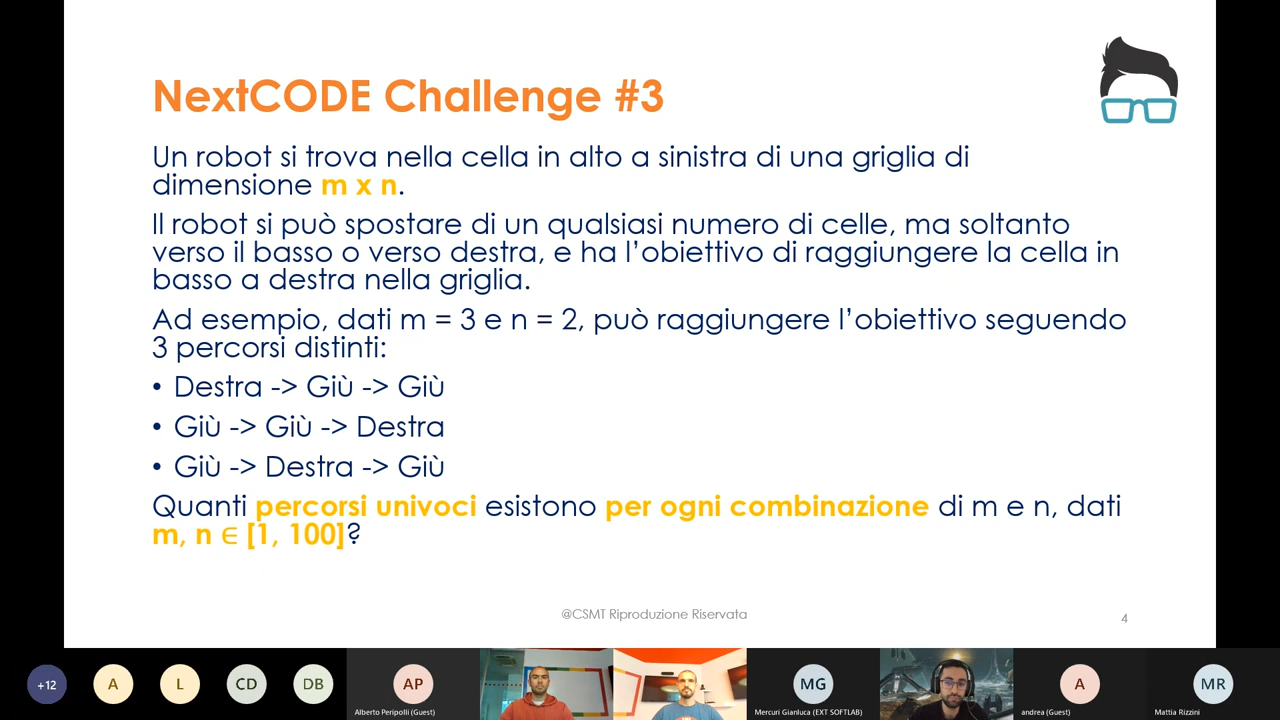 NextCODE Challenge #3
Un robot si trova nella cella in alto a sinistra di una griglia di
dimensione m x n.
Il robot si può spostare di un qualsiasi numero di celle, ma soltanto
verso il basso o verso destra, e ha l’obiettivo di raggiungere la cella in
basso a destra nella griglia.
Ad esempio, dati m = 3 e n = 2, può raggiungere l’obiettivo seguendo
3 percorsi distinti:
• Destra -> Giù -> Giù
• Giù -> Giù -> Destra
• Giù -> Destra -> Giù
Quanti percorsi univoci esistono per ogni combinazione di m e n, dati
m, n ∈ [1, 100]?
@CSMT Riproduzione Riservata
4
+12
A
L
CD
DB
AP
MG
A
MR
Alberto Peripolli (Guest)
Mercuri Gianluca (EXT SOFTLAB)
andrea (Guest)
Mattia Rizzini